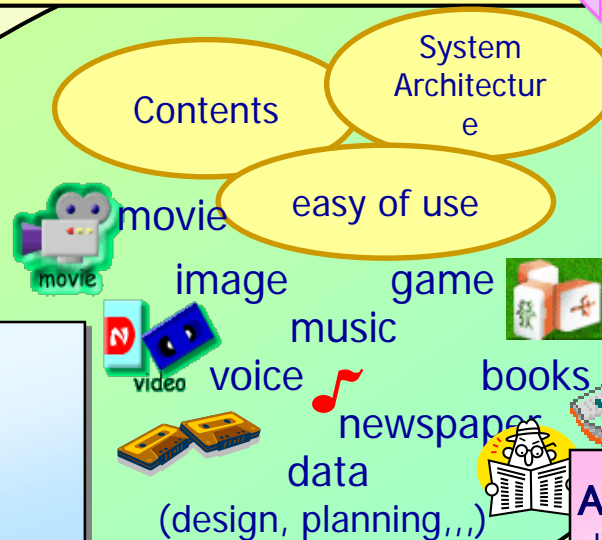 System
Architectur
e
Contents
easy of use
movie
movie
image game
music
video
voice books
newspaper
data
(design, planning,,,)
A